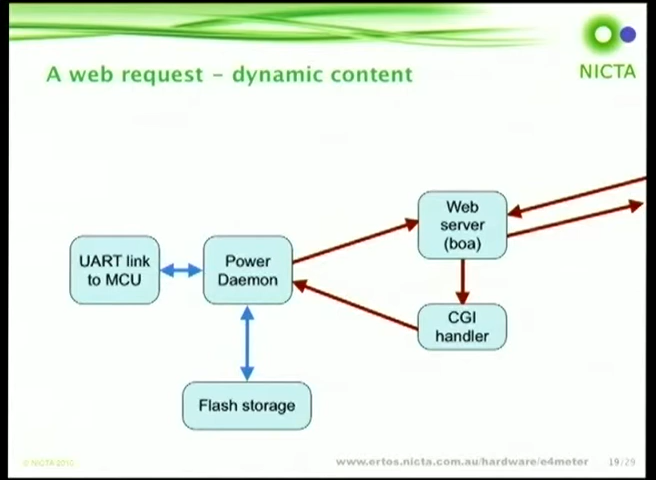 A web request – dynamic content
NICTA
Web
server
(boa)
UART link
to MCU
Power
Daemon
CGI
handler
Flash storage
© NICTA 2010
www.ertos.nicta.com.au/hardware/e4meter
19/29